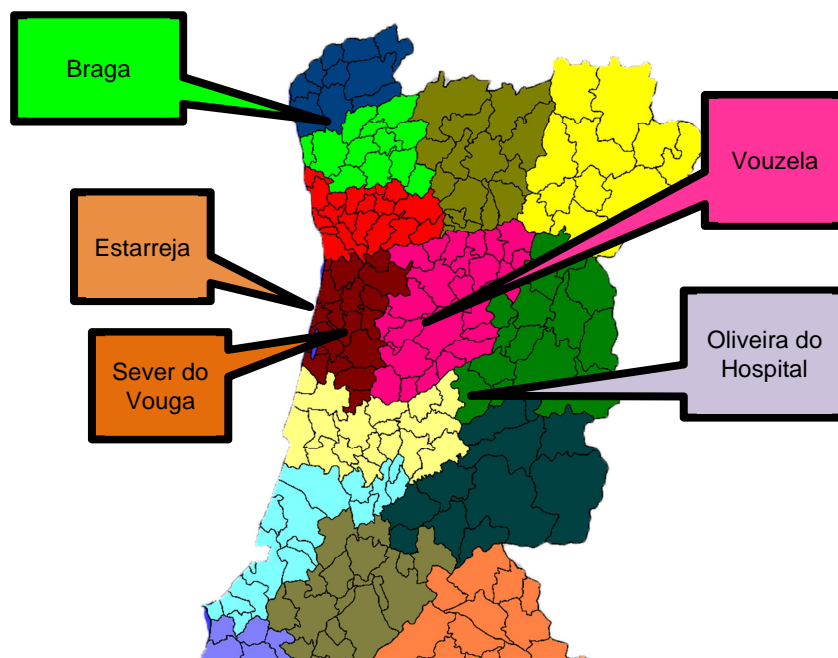 Braga
Vouzela
Estarreja
Sever do
Vouga
Oliveira do
Hospital